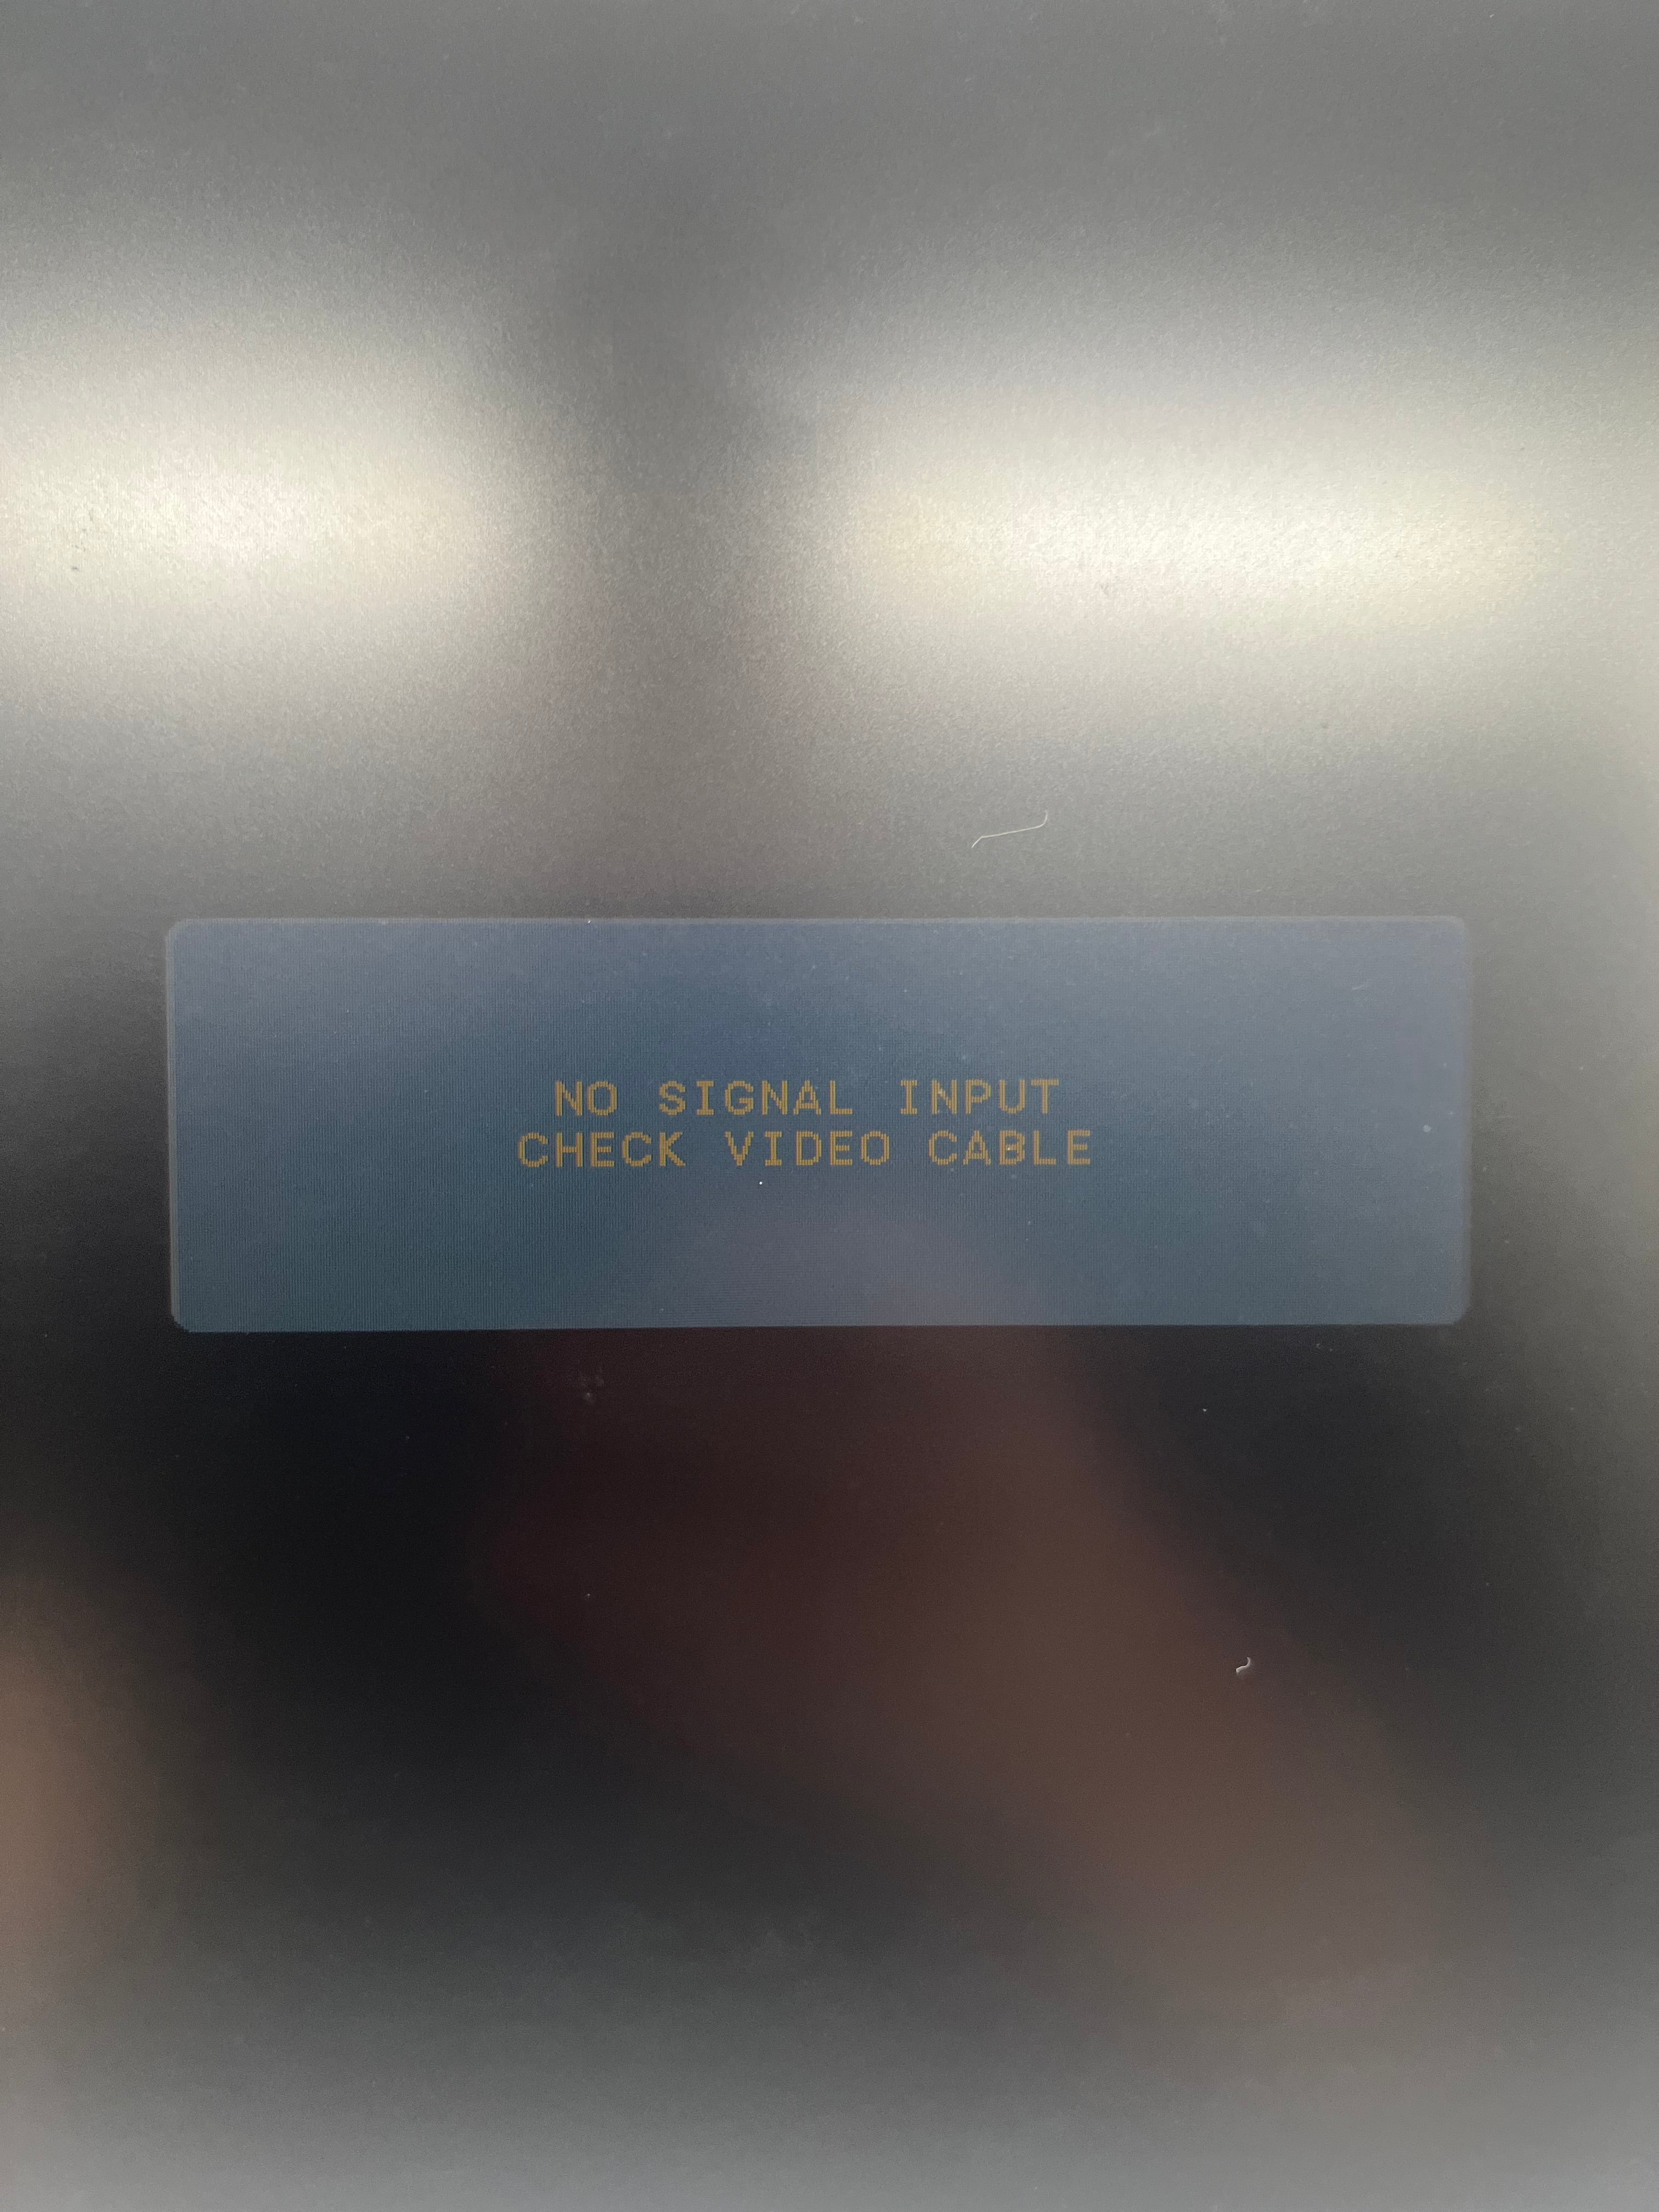 NO SIGNAL INPUT
CHECK VIDEO CABLE